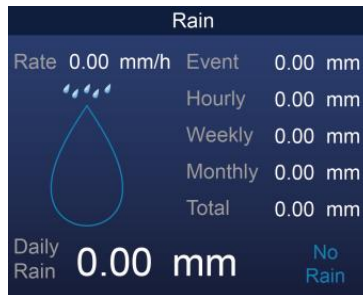 Rain
Rate 0.00 mm/h
Event 0.00 mm
Hourly 0.00 mm
Weekly 0.00 mm
Monthly 0.00 mm
Total 0.00 mm
Daily
Rain
0.00 mm
No
Rain